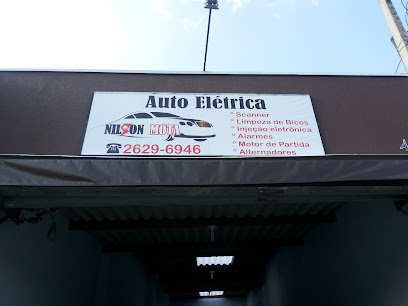 Auto Elétrica
NILSON MOTA
☎ 2629-6946
° Scanner
° Limpeza de Bicos
° Injeção eletrônica
° Alarmes
° Motor de Partida
° Alternadores